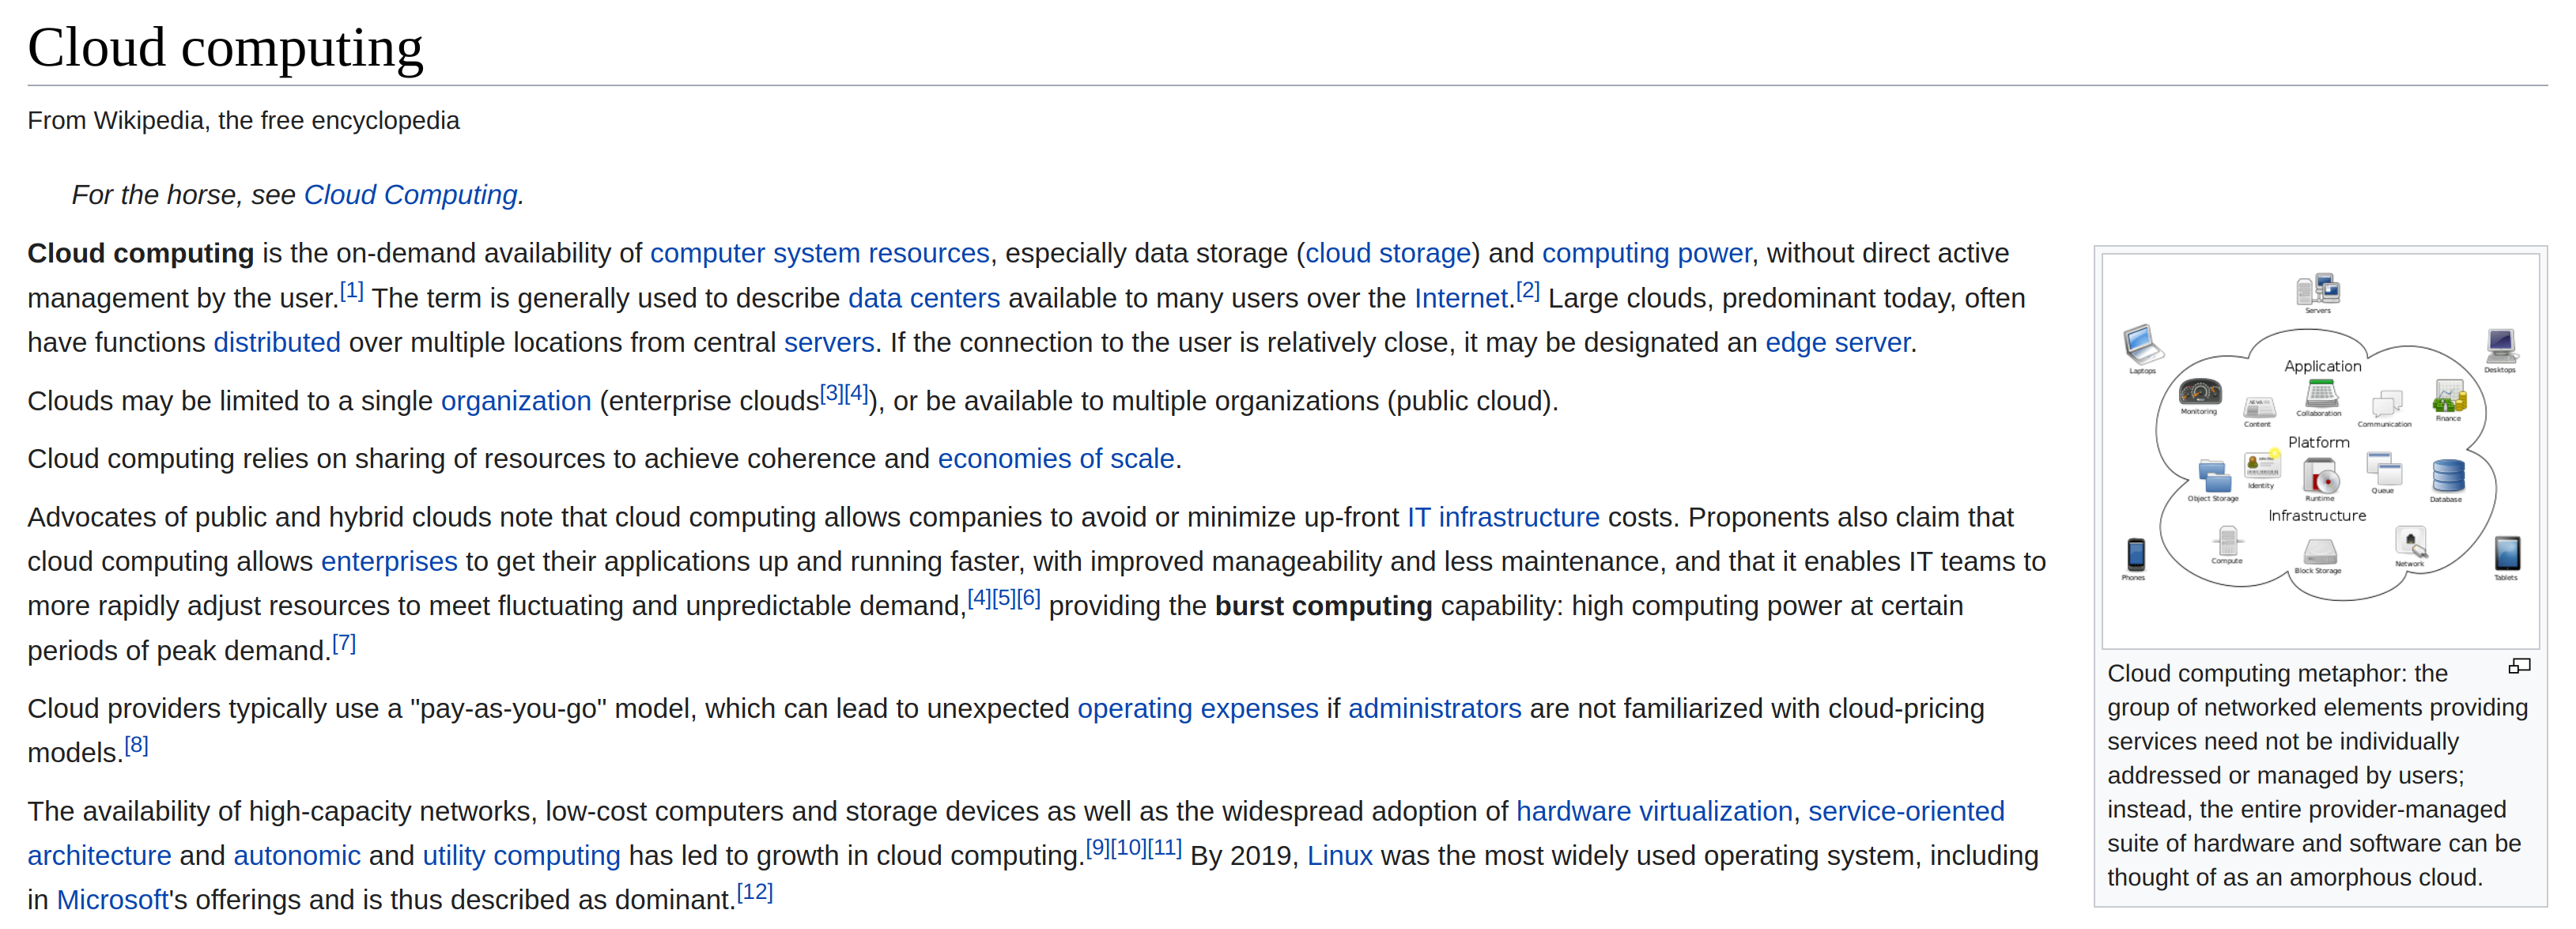 Cloud computing
From Wikipedia, the free encyclopedia
For the horse, see Cloud Computing.
Cloud computing is the on-demand availability of computer system resources, especially data storage (cloud storage) and computing power, without direct active
management by the user.[1] The term is generally used to describe data centers available to many users over the Internet.[2] Large clouds, predominant today, often
have functions distributed over multiple locations from central servers. If the connection to the user is relatively close, it may be designated an edge server.
Clouds may be limited to a single organization (enterprise clouds[3][4]), or be available to multiple organizations (public cloud).
Cloud computing relies on sharing of resources to achieve coherence and economies of scale.
Advocates of public and hybrid clouds note that cloud computing allows companies to avoid or minimize up-front IT infrastructure costs. Proponents also claim that
cloud computing allows enterprises to get their applications up and running faster, with improved manageability and less maintenance, and that it enables IT teams to
more rapidly adjust resources to meet fluctuating and unpredictable demand,[4][5][6] providing the burst computing capability: high computing power at certain
periods of peak demand.[7]
Cloud providers typically use a "pay-as-you-go" model, which can lead to unexpected operating expenses if administrators are not familiarized with cloud-pricing
models.[8]
The availability of high-capacity networks, low-cost computers and storage devices as well as the widespread adoption of hardware virtualization, service-oriented
architecture and autonomic and utility computing has led to growth in cloud computing.[9][10][11] By 2019, Linux was the most widely used operating system, including
in Microsoft's offerings and is thus described as dominant.[12]
Servers
Laptops
Desktops
Application
Monitoring
Content
Collaboration
Communication
Finance
Platform
Object Storage
Identity
Runtime
Queue
Database
Infrastructure
Compute
Block Storage
Network
Phones
Tablets
Cloud computing metaphor: the
group of networked elements providing
services need not be individually
addressed or managed by users;
instead, the entire provider-managed
suite of hardware and software can be
thought of as an amorphous cloud.